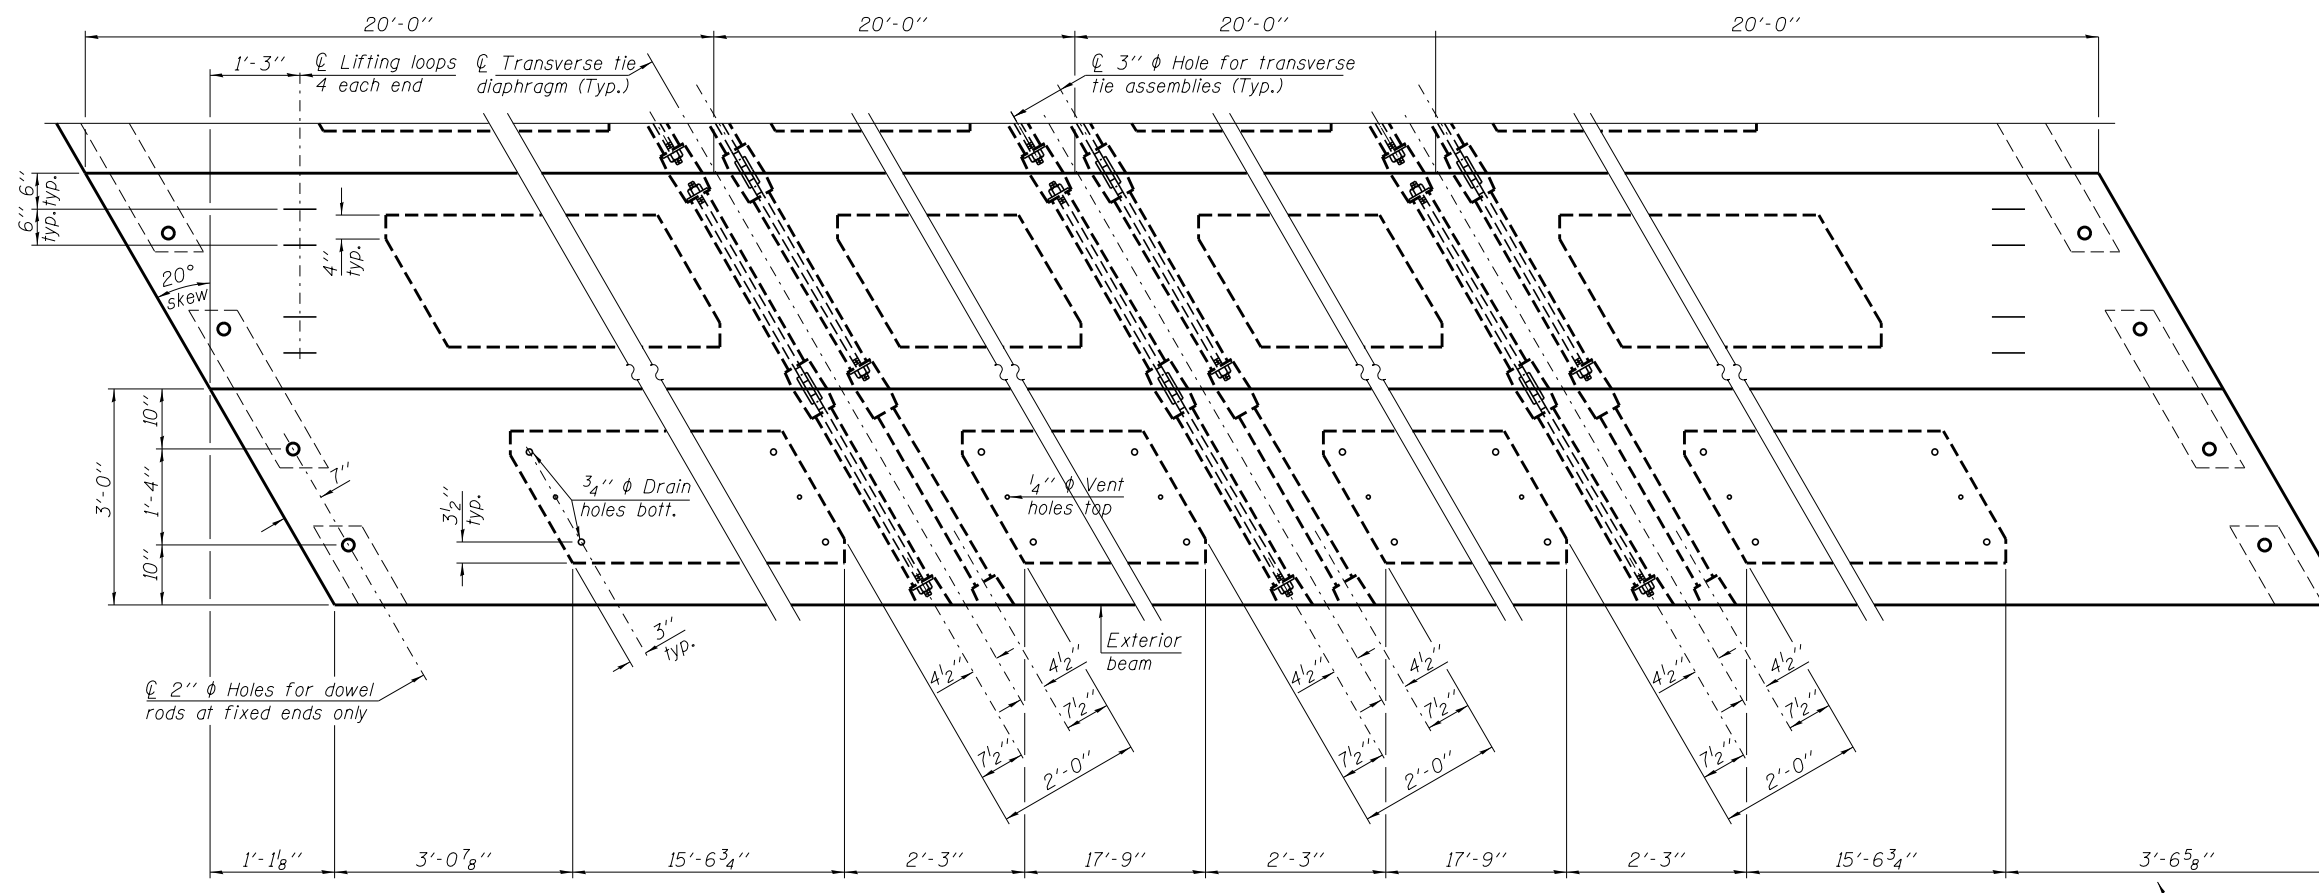 20'-0"
20'-0"
20'-0"
20'-0"
1'-3"
℄ Lifting loops
4 each end
℄ Transverse tie
diaphragm (Typ.)
℄ 3" ϕ Hole for transverse
tie assemblies (Typ.)
6" typ.
6" typ.
4" typ.
20°
skew
10"
1'-4"
10"
3'-0"
7"
3½" typ.
¾" ϕ Drain
holes bott.
¼" ϕ Vent
holes top
3"
typ.
Exterior
beam
℄ 2" ϕ Holes for dowel
rods at fixed ends only
4½"
4½"
7½"
7½"
2'-0"
4½"
4½"
7½"
7½"
2'-0"
4½"
4½"
7½"
7½"
2'-0"
1'-1⅛"
3'-0⅞"
15'-6¾"
2'-3"
17'-9"
2'-3"
17'-9"
2'-3"
15'-6¾"
3'-6⅝"